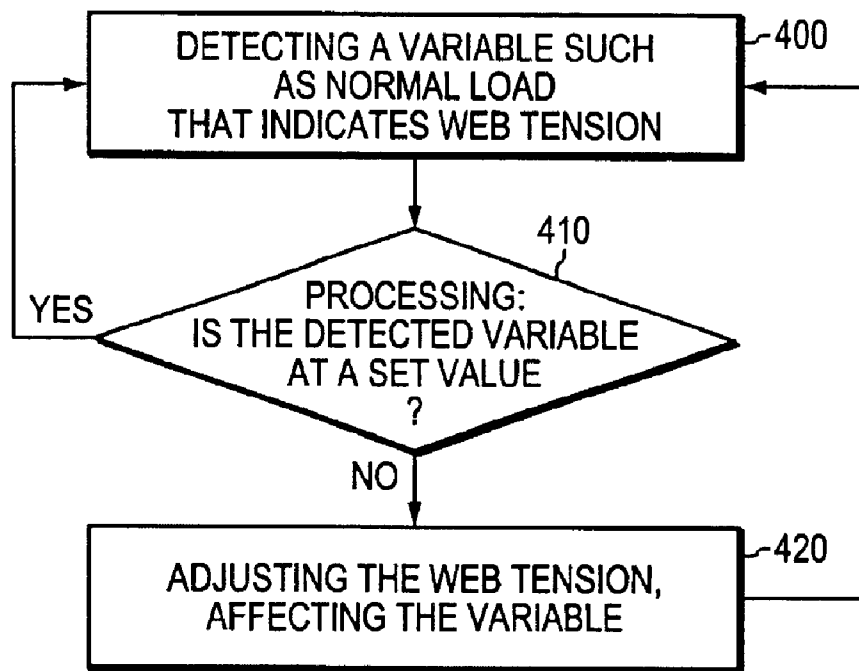 DETECTING A VARIABLE SUCH
AS NORMAL LOAD
THAT INDICATES WEB TENSION
400
410
PROCESSING:
IS THE DETECTED VARIABLE
AT A SET VALUE
?
YES
NO
420
ADJUSTING THE WEB TENSION,
AFFECTING THE VARIABLE